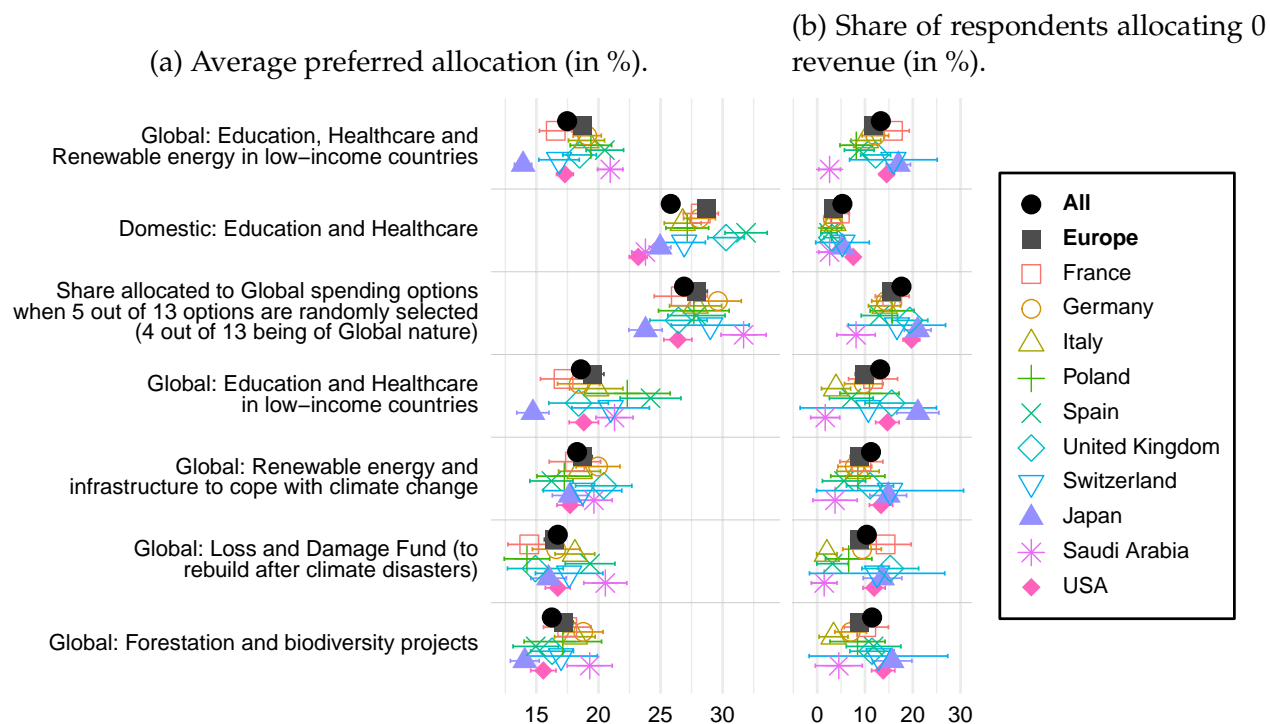 (a) Average preferred allocation (in %).
(b) Share of respondents allocating 0
revenue (in %).
Global: Education, Healthcare and
Renewable energy in low−income countries
Domestic: Education and Healthcare
Share allocated to Global spending options
when 5 out of 13 options are randomly selected
(4 out of 13 being of Global nature)
Global: Education and Healthcare
in low−income countries
Global: Renewable energy and
infrastructure to cope with climate change
Global: Loss and Damage Fund (to
rebuild after climate disasters)
Global: Forestation and biodiversity projects
15 20 25 30
0 10 20 30
All
Europe
France
Germany
Italy
Poland
Spain
United Kingdom
Switzerland
Japan
Saudi Arabia
USA